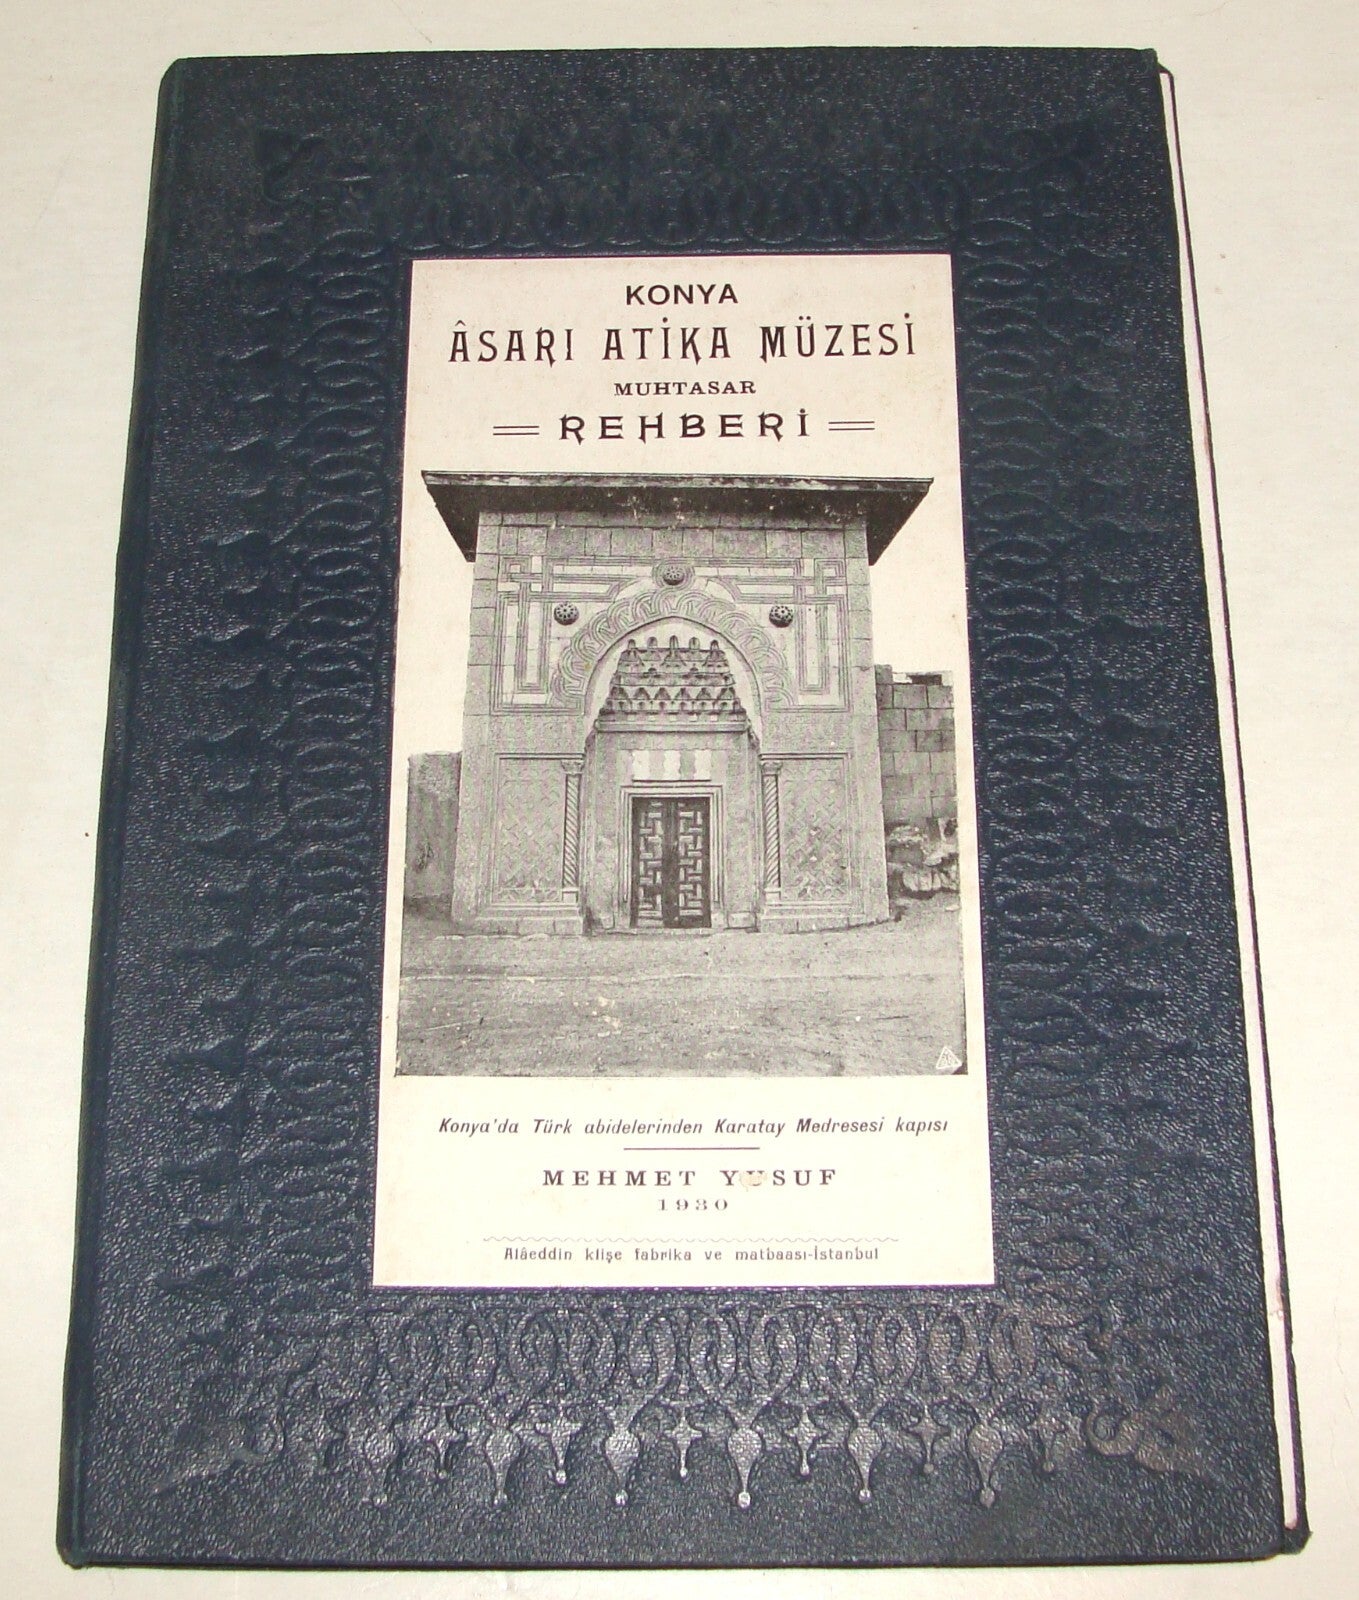 KONYA
ÂSARI ATİKA MÜZESİ
MUHTASAR
REHBERİ
Konya'da Türk abidelerinden Karatay Medresesi kapısı
MEHMET YUSUF
1930
Alâeddin klişe fabrika ve matbaası-İstanbul